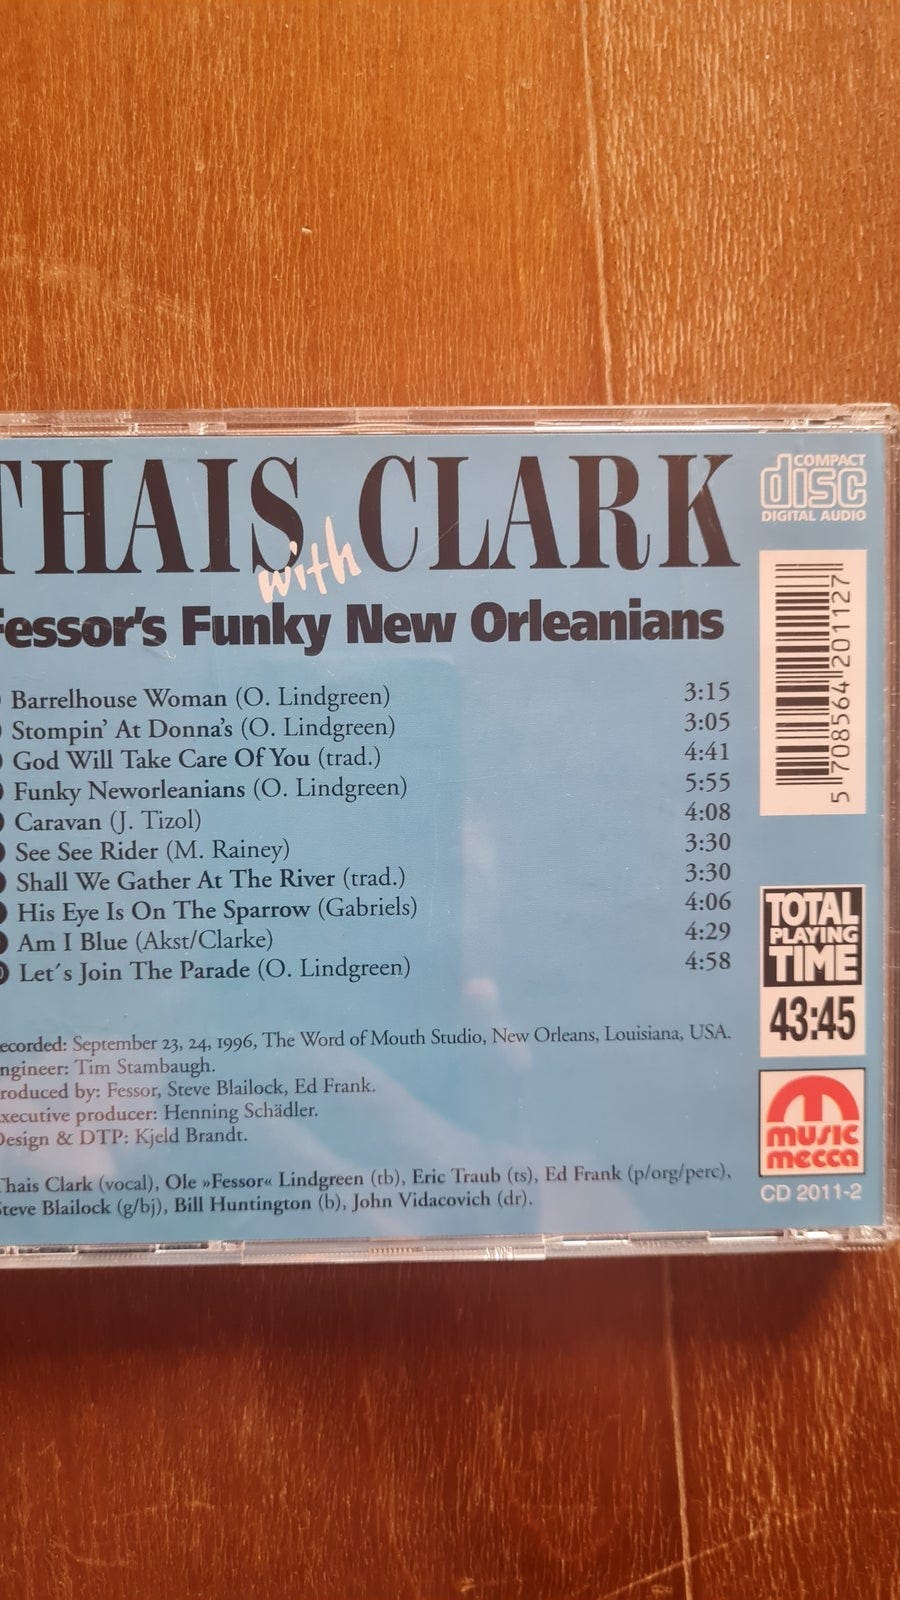 THAIS with CLARK
Fessor's Funky New Orleanians
Barrelhouse Woman (O. Lindgreen) 3:15
Stompin' At Donna's (O. Lindgreen) 3:05
God Will Take Care Of You (trad.) 4:41
Funky Neworleanians (O. Lindgreen) 5:55
Caravan (J. Tizol) 4:08
See See Rider (M. Rainey) 3:30
Shall We Gather At The River (trad.) 3:30
His Eye Is On The Sparrow (Gabriels) 4:06
Am I Blue (Akst/Clarke) 4:29
Let´s Join The Parade (O. Lindgreen) 4:58
ecorded: September 23, 24, 1996, The Word of Mouth Studio, New Orleans, Louisiana, USA.
ngineer: Tim Stambaugh.
roduced by: Fessor, Steve Blailock, Ed Frank.
xecutive producer: Henning Schädler.
Design & DTP: Kjeld Brandt.
Thais Clark (vocal), Ole »Fessor« Lindgreen (tb), Eric Traub (ts), Ed Frank (p/org/perc),
Steve Blailock (g/bj), Bill Huntington (b), John Vidacovich (dr).
COMPACT
disc
DIGITAL AUDIO
5 708564 201127
TOTAL
PLAYING
TIME
43:45
music
mecca
CD 2011-2